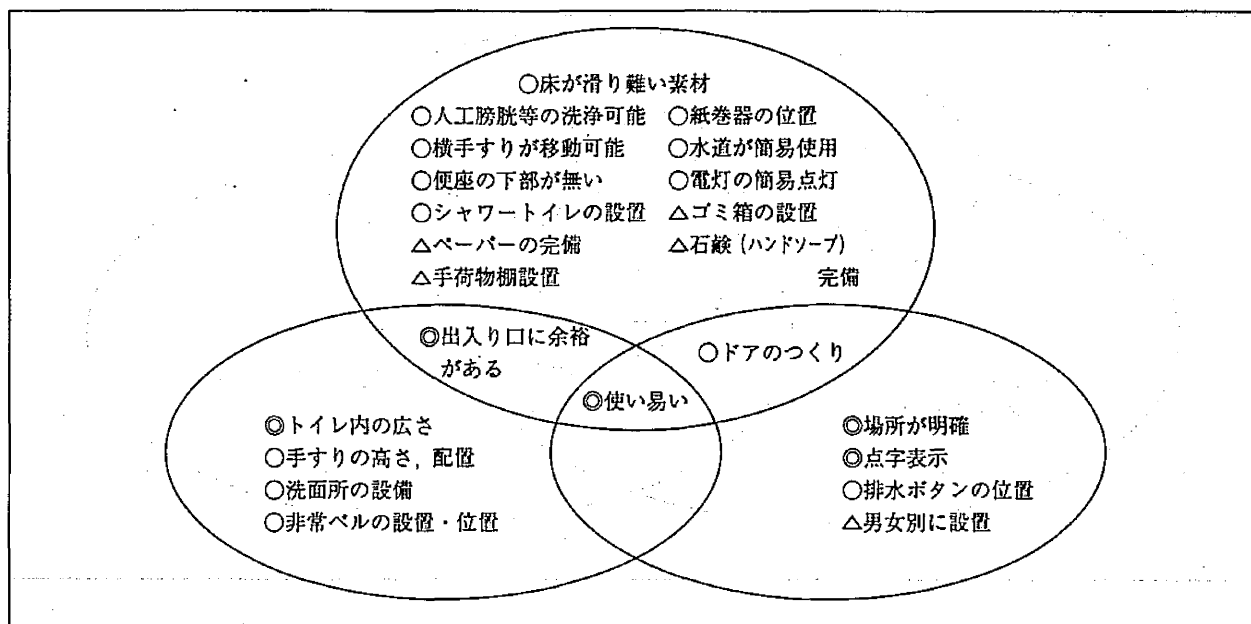 ○床が滑り難い素材
○人工膀胱等の洗浄可能 ○紙巻器の位置
○横手すりが移動可能 ○水道が簡易使用
○便座の下部が無い ○電灯の簡易点灯
○シャワートイレの設置 △ゴミ箱の設置
△ペーパーの完備 △石鹸(ハンドソープ)
△手荷物棚設置 完備
◎出入り口に余裕
がある
○ドアのつくり
◎使い易い
◎トイレ内の広さ
○手すりの高さ, 配置
○洗面所の設備
○非常ベルの設置・位置
◎場所が明確
◎点字表示
○排水ボタンの位置
△男女別に設置